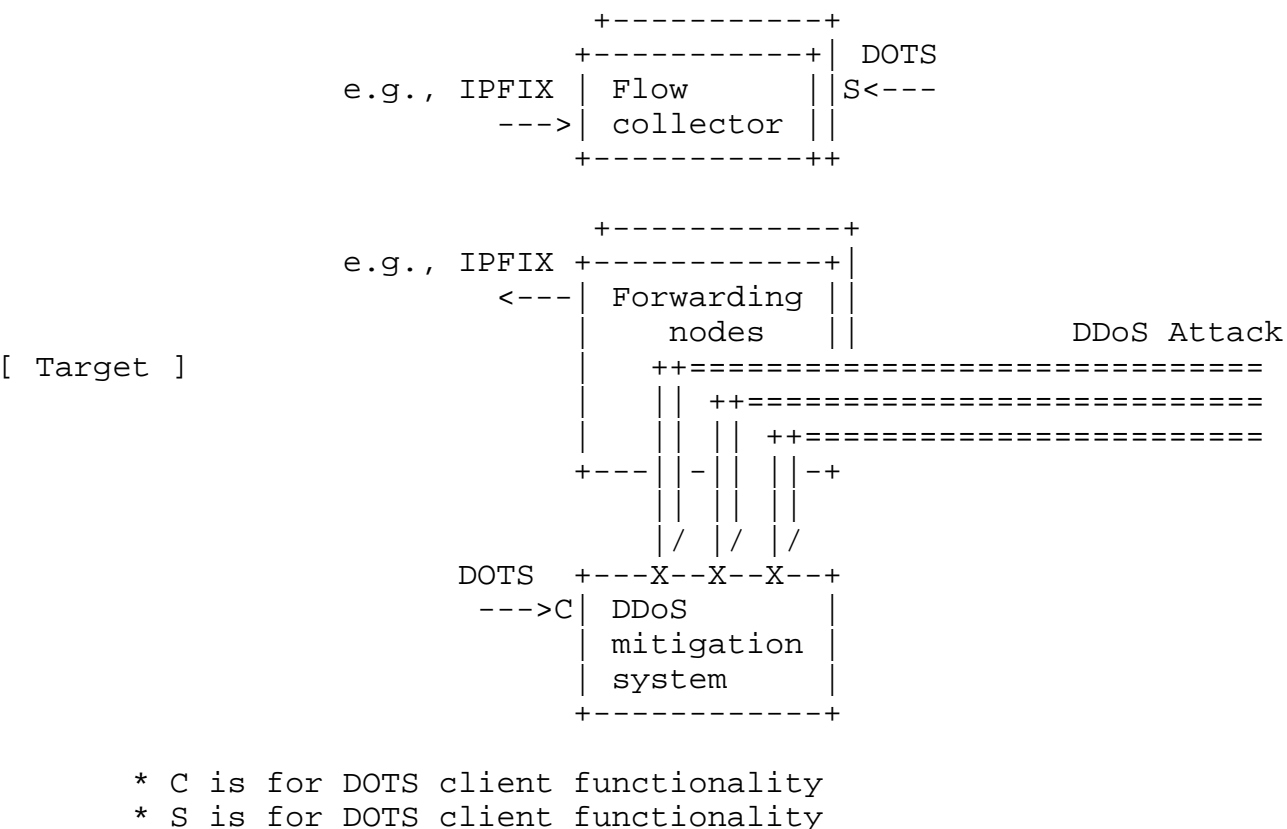 +------------+
                              +------------+| DOTS
                  e.g., IPFIX | Flow       ||S<---
                          --->| collector  ||
                              +------------++

                               +-------------+
                  e.g., IPFIX +------------+|
                          <---| Forwarding ||
                              |    nodes   ||           DDoS Attack
[ Target ]                    |   ++==============================
                              |   || ++===========================
                              |   || || ++========================
                              +---||-|| ||-+
                                  || || ||
                                  |/ |/ |/
                        DOTS  +---X--X--X--+
                         --->C| DDoS       |
                              | mitigation |
                              | system     |
                              +------------+

       * C is for DOTS client functionality
       * S is for DOTS client functionality